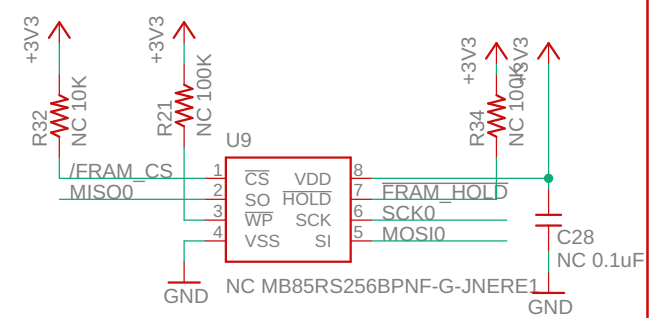 +3V3
+3V3
+3V3
+3V3
R32
NC 10K
R21
NC 100K
R34
NC 100K
U9
/FRAM_CS
MISO0
1
2
3
4
CS
SO
WP
VSS
VDD
HOLD
SCK
SI
8
7
6
5
FRAM_HOLD
SCK0
MOSI0
C28
NC 0.1uF
GND
NC MB85RS256BPNF-G-JNERE1
GND